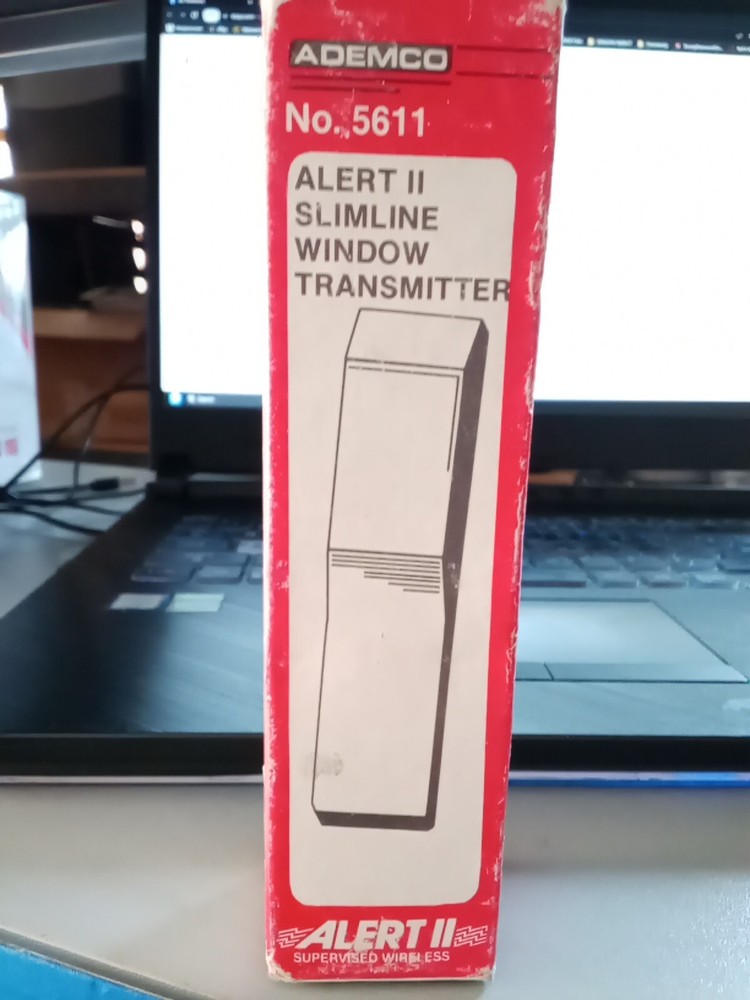 ADEMCO
No. 5611
ALERT II
SLIMLINE
WINDOW
TRANSMITTER
ALERT II
SUPERVISED WIRELESS